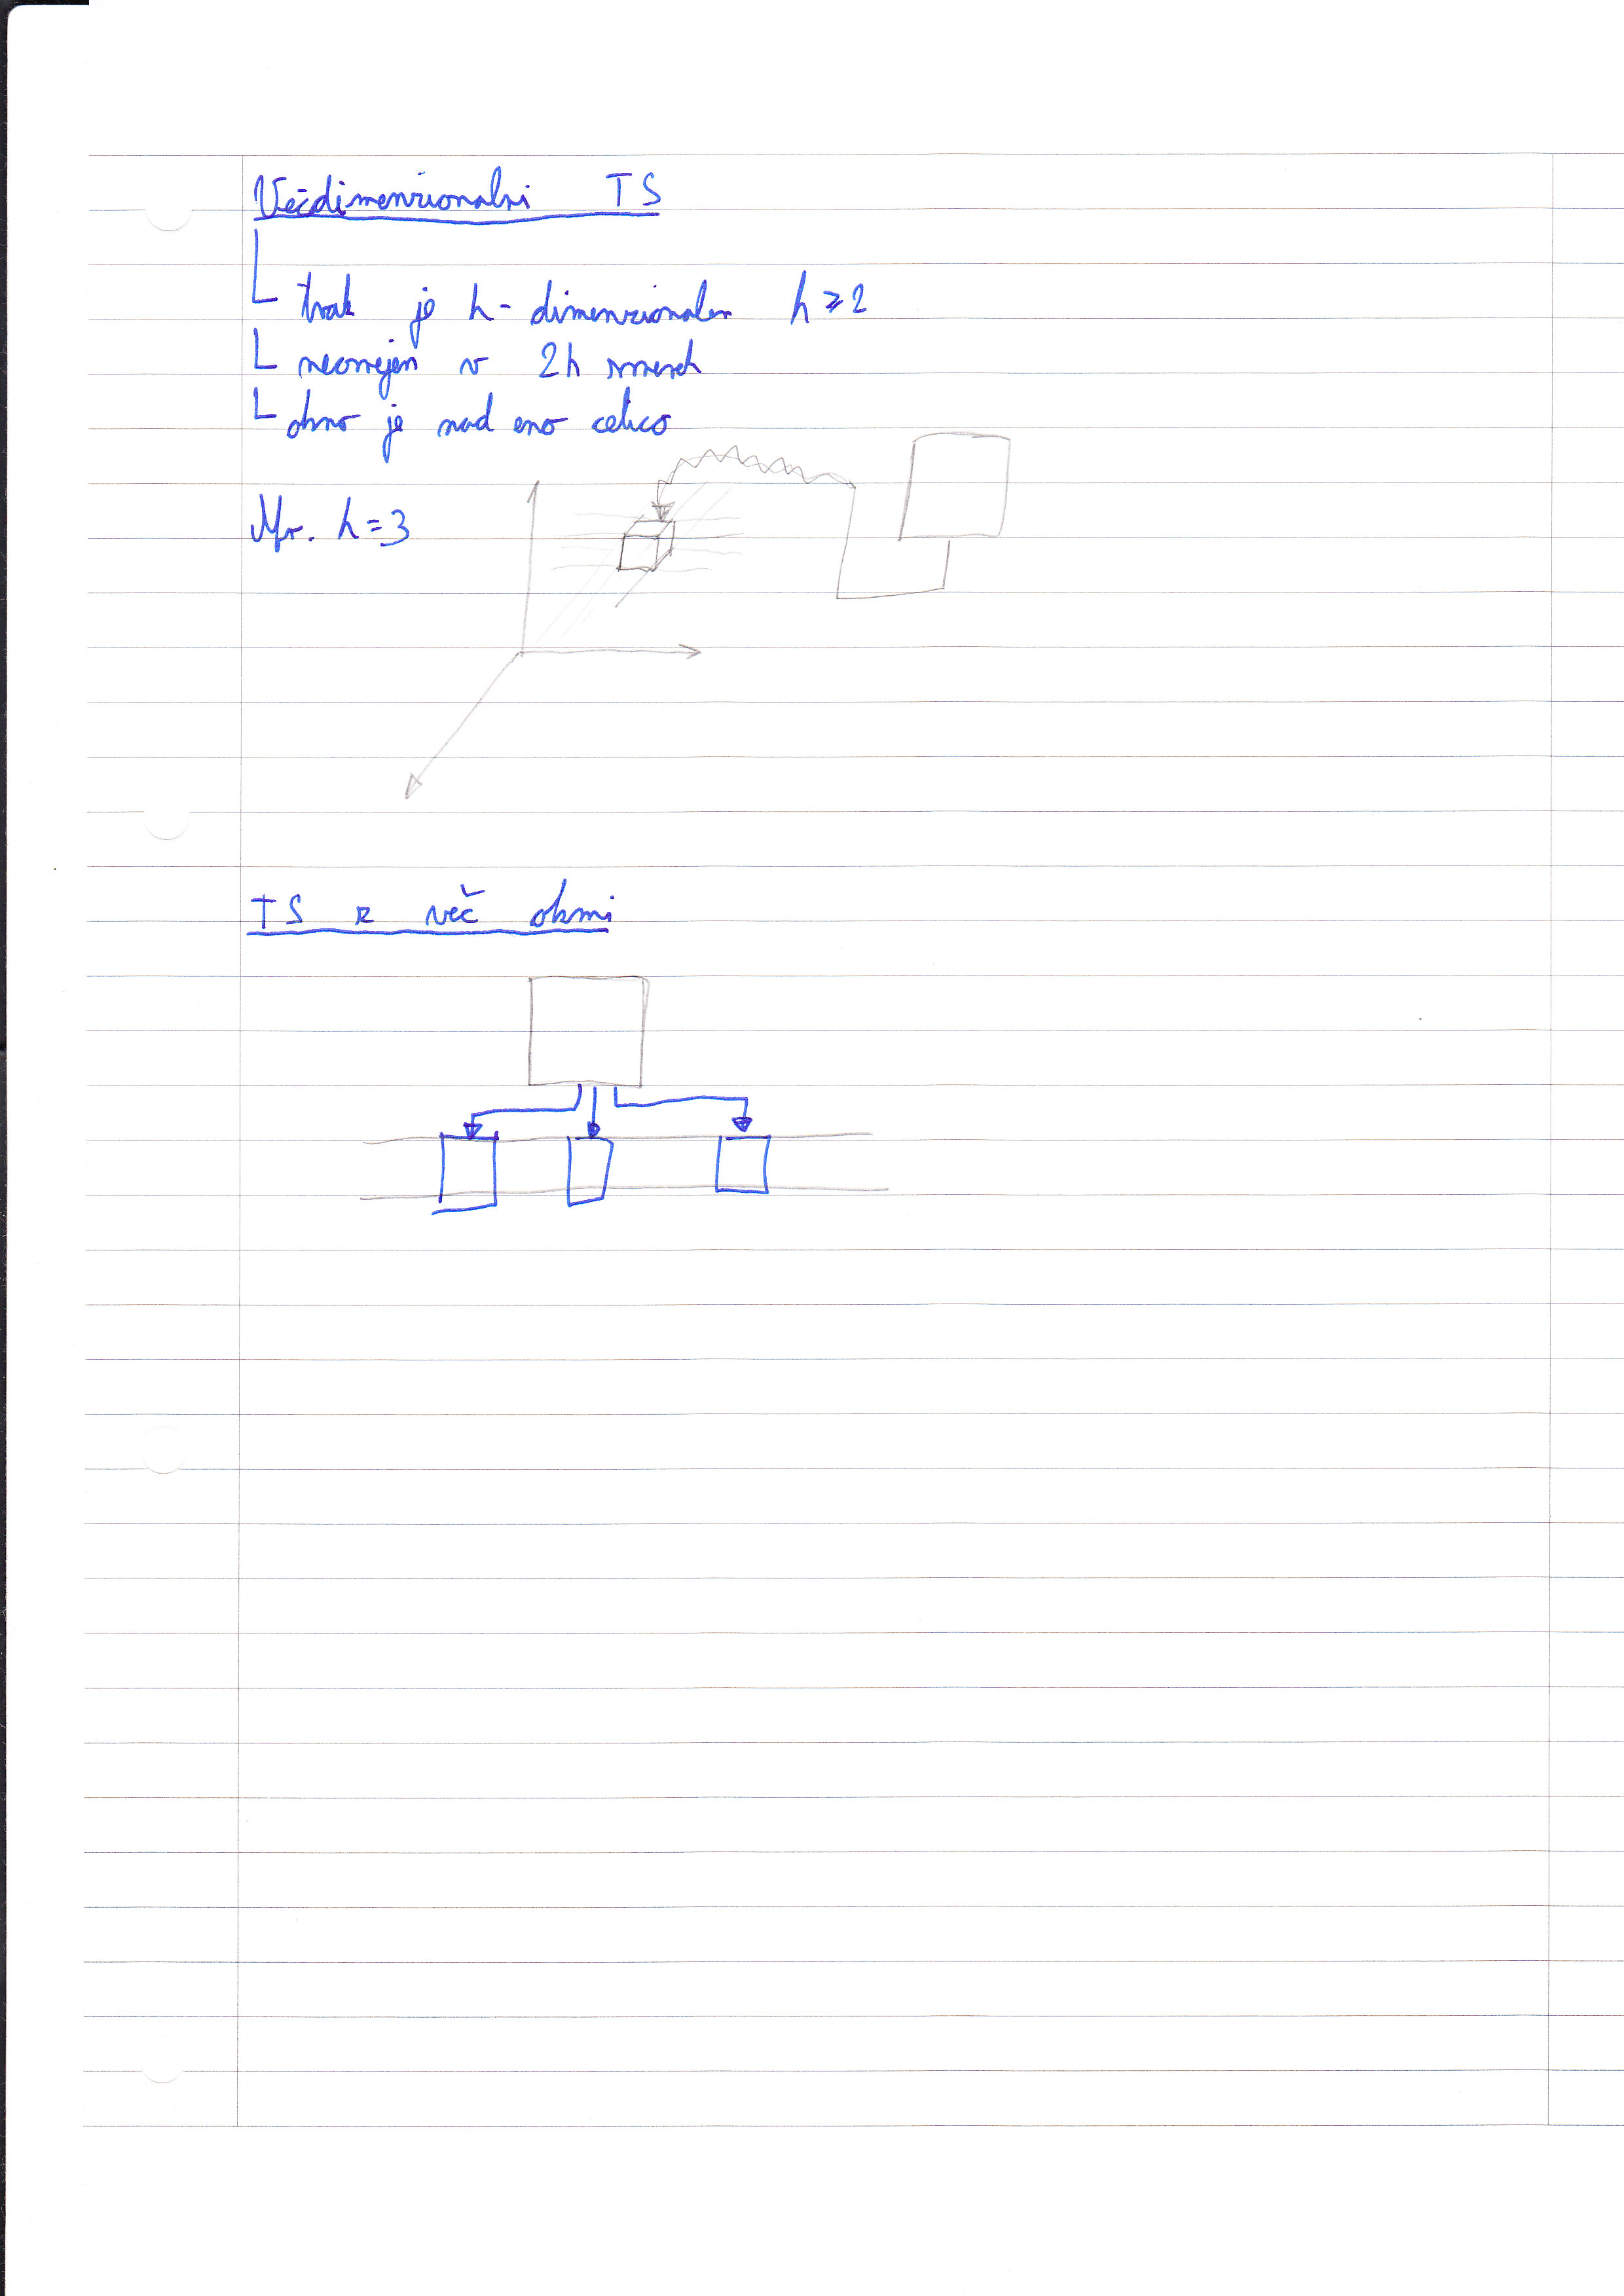 Večdimenzionalni TS
trak je h-dimenzionalen h≥2
neomejen v 2h smereh
okno je nad eno celico
Npr. h=3
TS z več okni